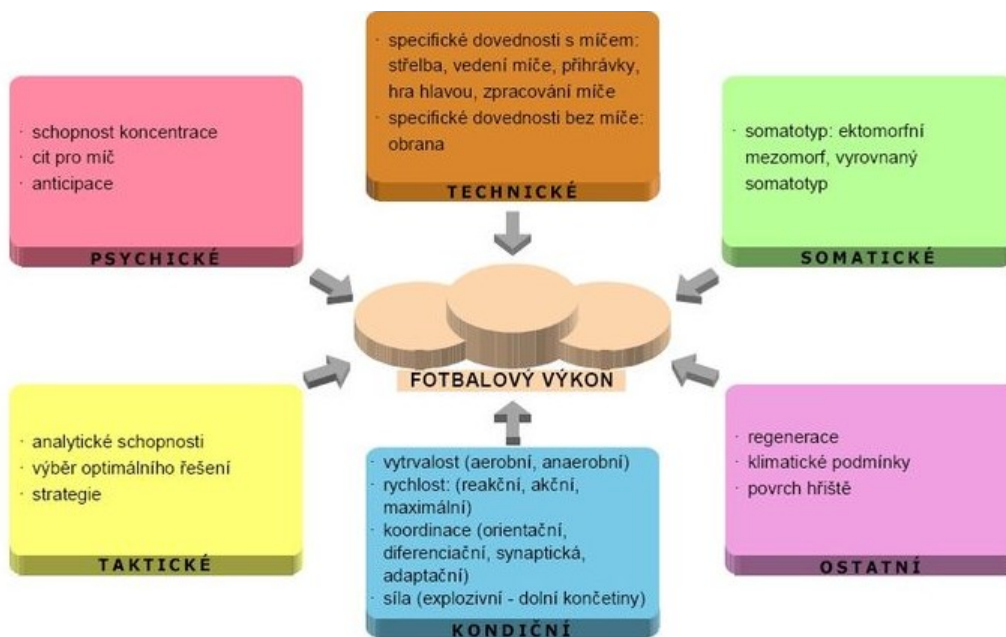 · specifické dovednosti s míčem:
střelba, vedení míče, přihrávky,
hra hlavou, zpracování míče
· specifické dovednosti bez míče:
obrana
TECHNICKÉ
· schopnost koncentrace
· cit pro míč
· anticipace
PSYCHICKÉ
· somatotyp: ektomorfní
mezomorf, vyrovnaný
somatotyp
SOMATICKÉ
FOTBALOVÝ VÝKON
· analytické schopnosti
· výběr optimálního řešení
· strategie
TAKTICKÉ
· vytrvalost (aerobní, anaerobní)
· rychlost: (reakční, akční,
maximální)
· koordinace (orientační,
diferenciační, synaptická,
adaptační)
· síla (explozivní - dolní končetiny)
KONDIČNÍ
· regenerace
· klimatické podmínky
· povrch hřiště
OSTATNÍ